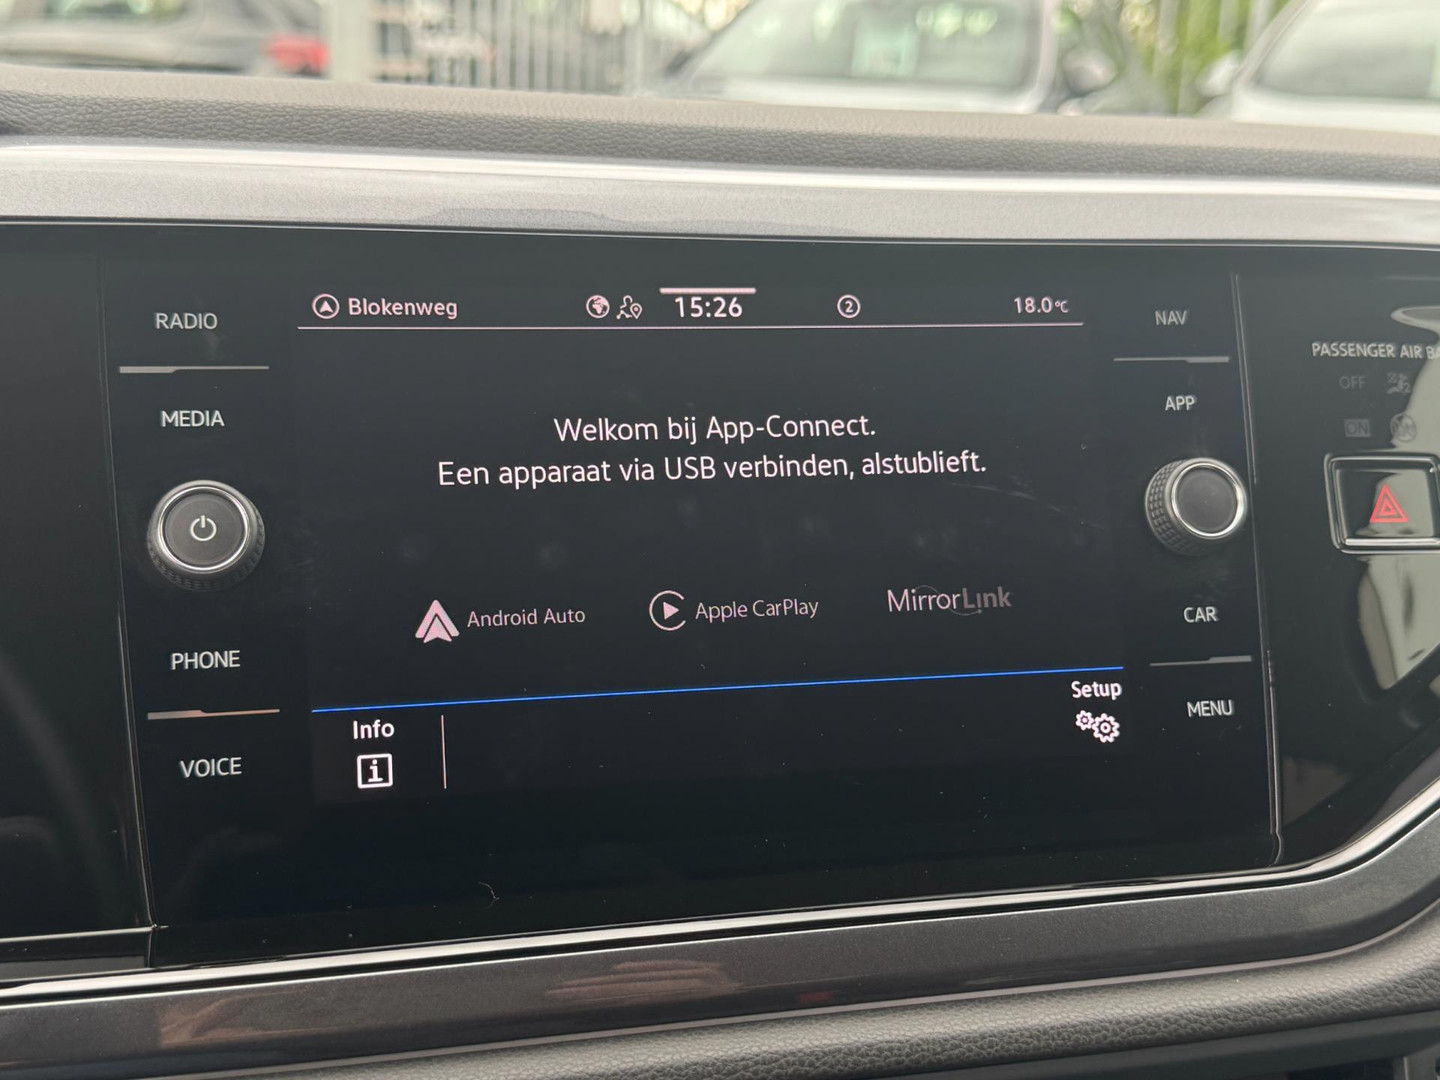 RADIO
MEDIA
PHONE
VOICE
Blokenweg
15:26
2
18.0°C
Welkom bij App-Connect.
Een apparaat via USB verbinden, alstublieft.
Android Auto
Apple CarPlay
MirrorLink
Info
i
Setup
NAV
APP
CAR
MENU
PASSENGER AIR
OFF
ON